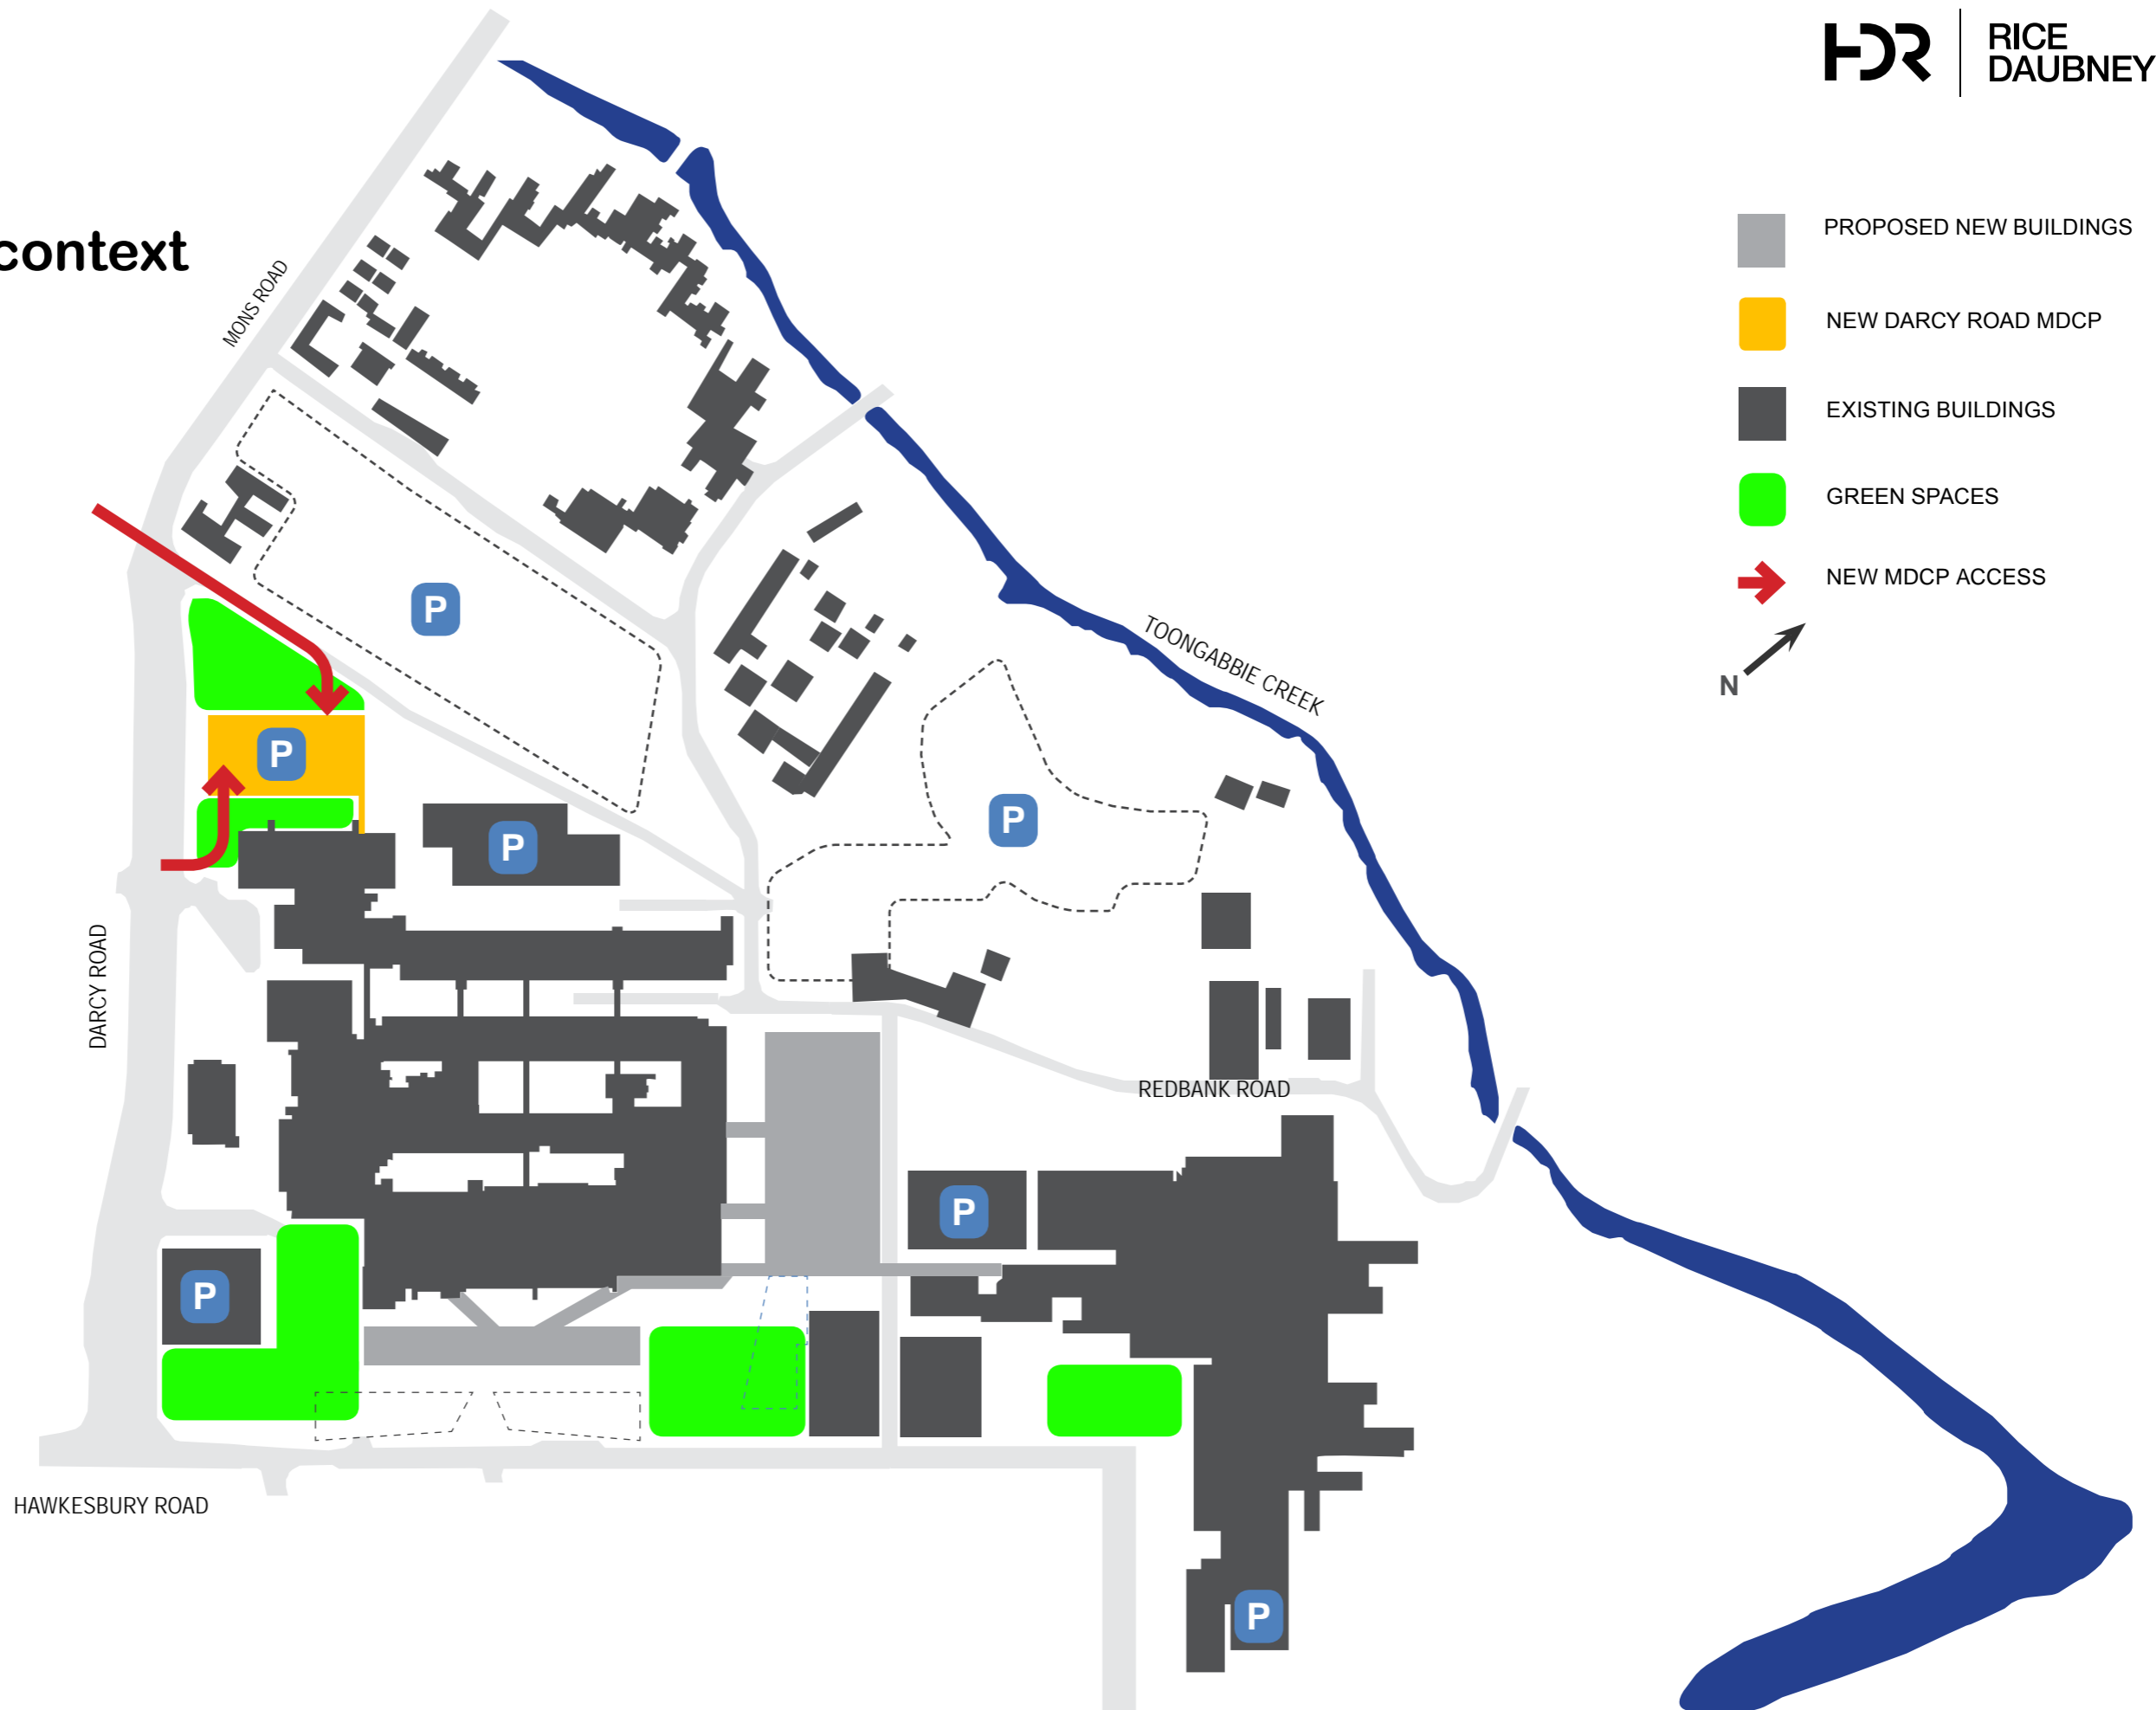 HDR
RICE
DAUBNEY
context
PROPOSED NEW BUILDINGS
NEW DARCY ROAD MDCP
EXISTING BUILDINGS
GREEN SPACES
NEW MDCP ACCESS
N
MONS ROAD
P
TOONGABBIE CREEK
P
P
P
DARCY ROAD
REDBANK ROAD
P
P
HAWKESBURY ROAD
P